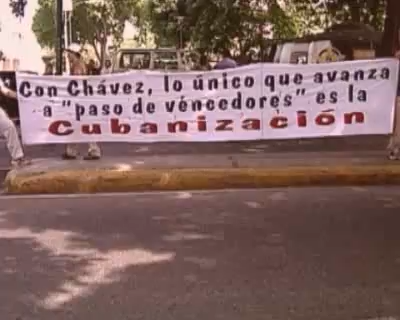 Con Chávez, lo único que avanza
a "paso de vencedores" es la
Cubanización